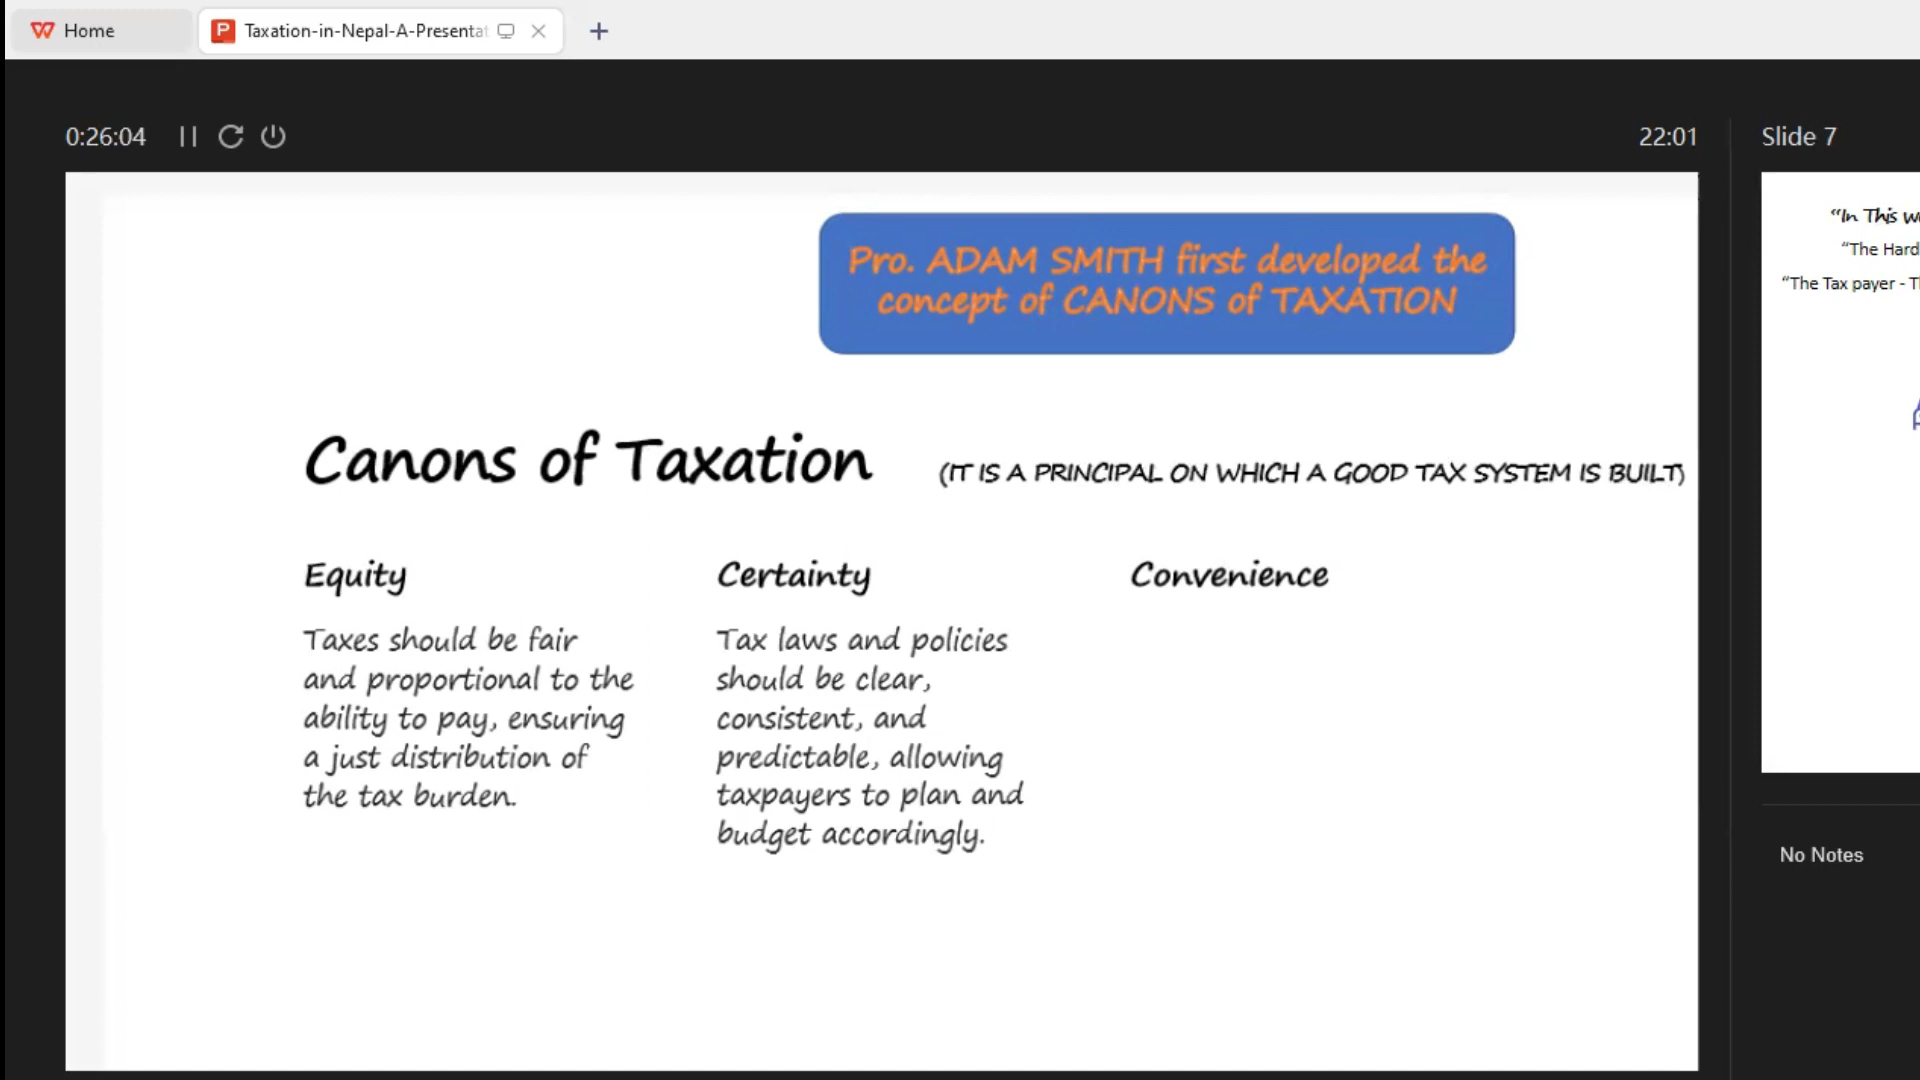 Home
Taxation-in-Nepal-A-Presentat
0:26:04
22:01
Slide 7
Pro. ADAM SMITH first developed the
concept of CANONS of TAXATION
Canons of Taxation
(IT IS A PRINCIPAL ON WHICH A GOOD TAX SYSTEM IS BUILT)
Equity
Taxes should be fair
and proportional to the
ability to pay, ensuring
a just distribution of
the tax burden.
Certainty
Tax laws and policies
should be clear,
consistent, and
predictable, allowing
taxpayers to plan and
budget accordingly.
Convenience
“In This
“The Hard
“The Tax payer -
No Notes